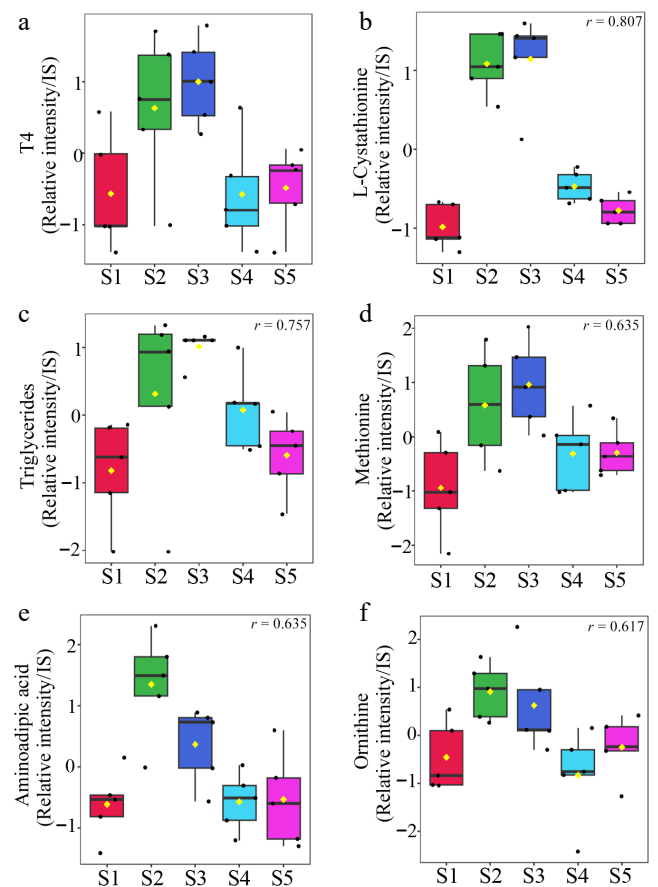 a
T4
(Relative intensity/IS)
1
0
−1
S1 S2 S3 S4 S5
b
r = 0.807
L-Cystathionine
(Relative intensity/IS)
1
0
−1
S1 S2 S3 S4 S5
c
r = 0.757
Triglycerides
(Relative intensity/IS)
1
0
−1
−2
S1 S2 S3 S4 S5
d
r = 0.635
Methionine
(Relative intensity/IS)
2
1
0
−1
−2
S1 S2 S3 S4 S5
e
r = 0.635
Aminoadipic acid
(Relative intensity/IS)
2
1
0
−1
S1 S2 S3 S4 S5
f
r = 0.617
Ornithine
(Relative intensity/IS)
2
1
0
−1
−2
S1 S2 S3 S4 S5